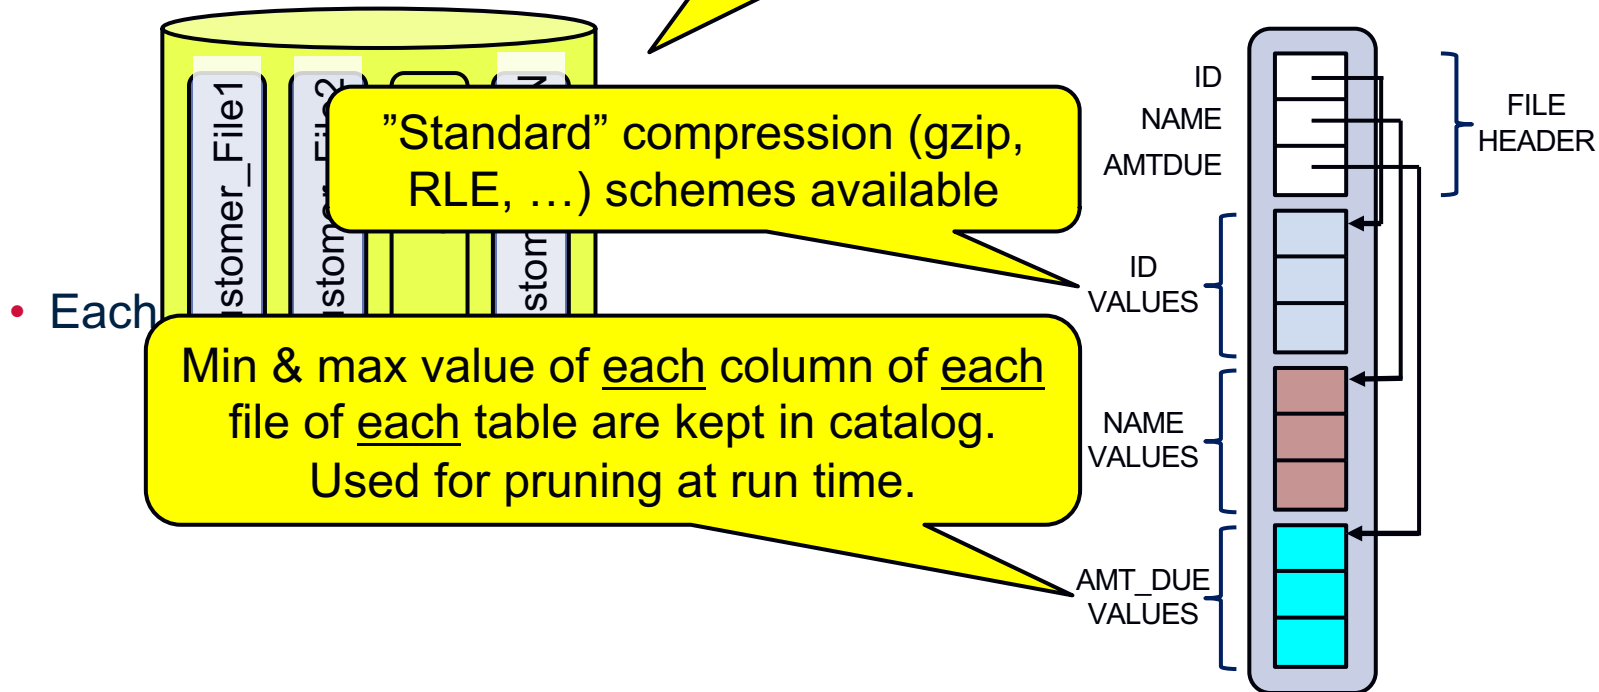 ”Standard” compression (gzip,
RLE, …) schemes available
• Each
Min & max value of each column of each
file of each table are kept in catalog.
Used for pruning at run time.
ID
NAME
AMTDUE
FILE
HEADER
ID
VALUES
NAME
VALUES
AMT_DUE
VALUES